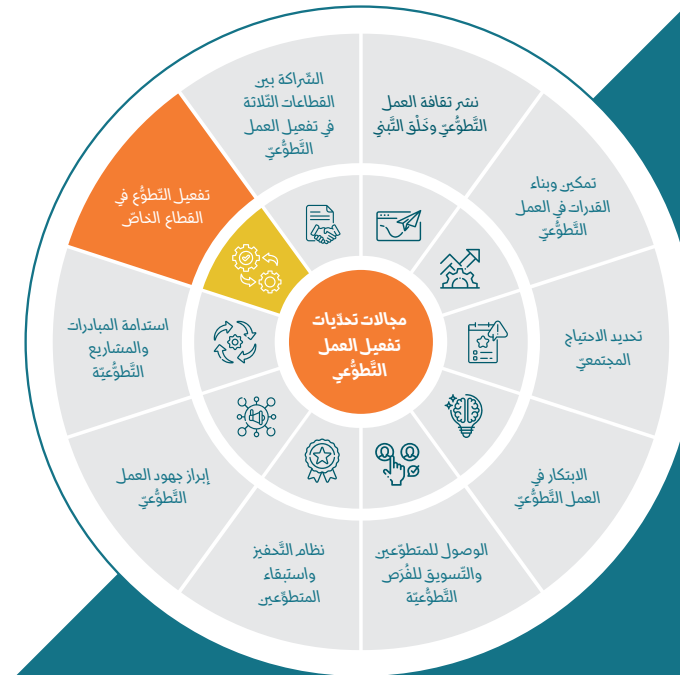 مجالات تحدّيات
تفعيل العمل
التَّطوُّعي
نشر ثقافة العمل
التَّطوُّعيّ وخَلْق التَّبني
تمكين وبناء
القدرات في العمل
التَّطوُّعيّ
تحديد الاحتياج
المجتمعيّ
الابتكار في
العمل التَّطوُّعيّ
الوصول للمتطوّعين
والتَّسويق للفُرَص
التَّطوُّعيّة
نظام التَّحفيز
واستبقاء
المتطوِّعين
إبراز جهود العمل
التَّطوُّعيّ
استدامة المبادرات
والمشاريع
التَّطوُّعيّة
تفعيل التَّطوُّع في
القطاع الخاصّ
الشّراكة بين
القطاعات الثّلاثة
في تفعيل العمل
التَّطوُّعيّ